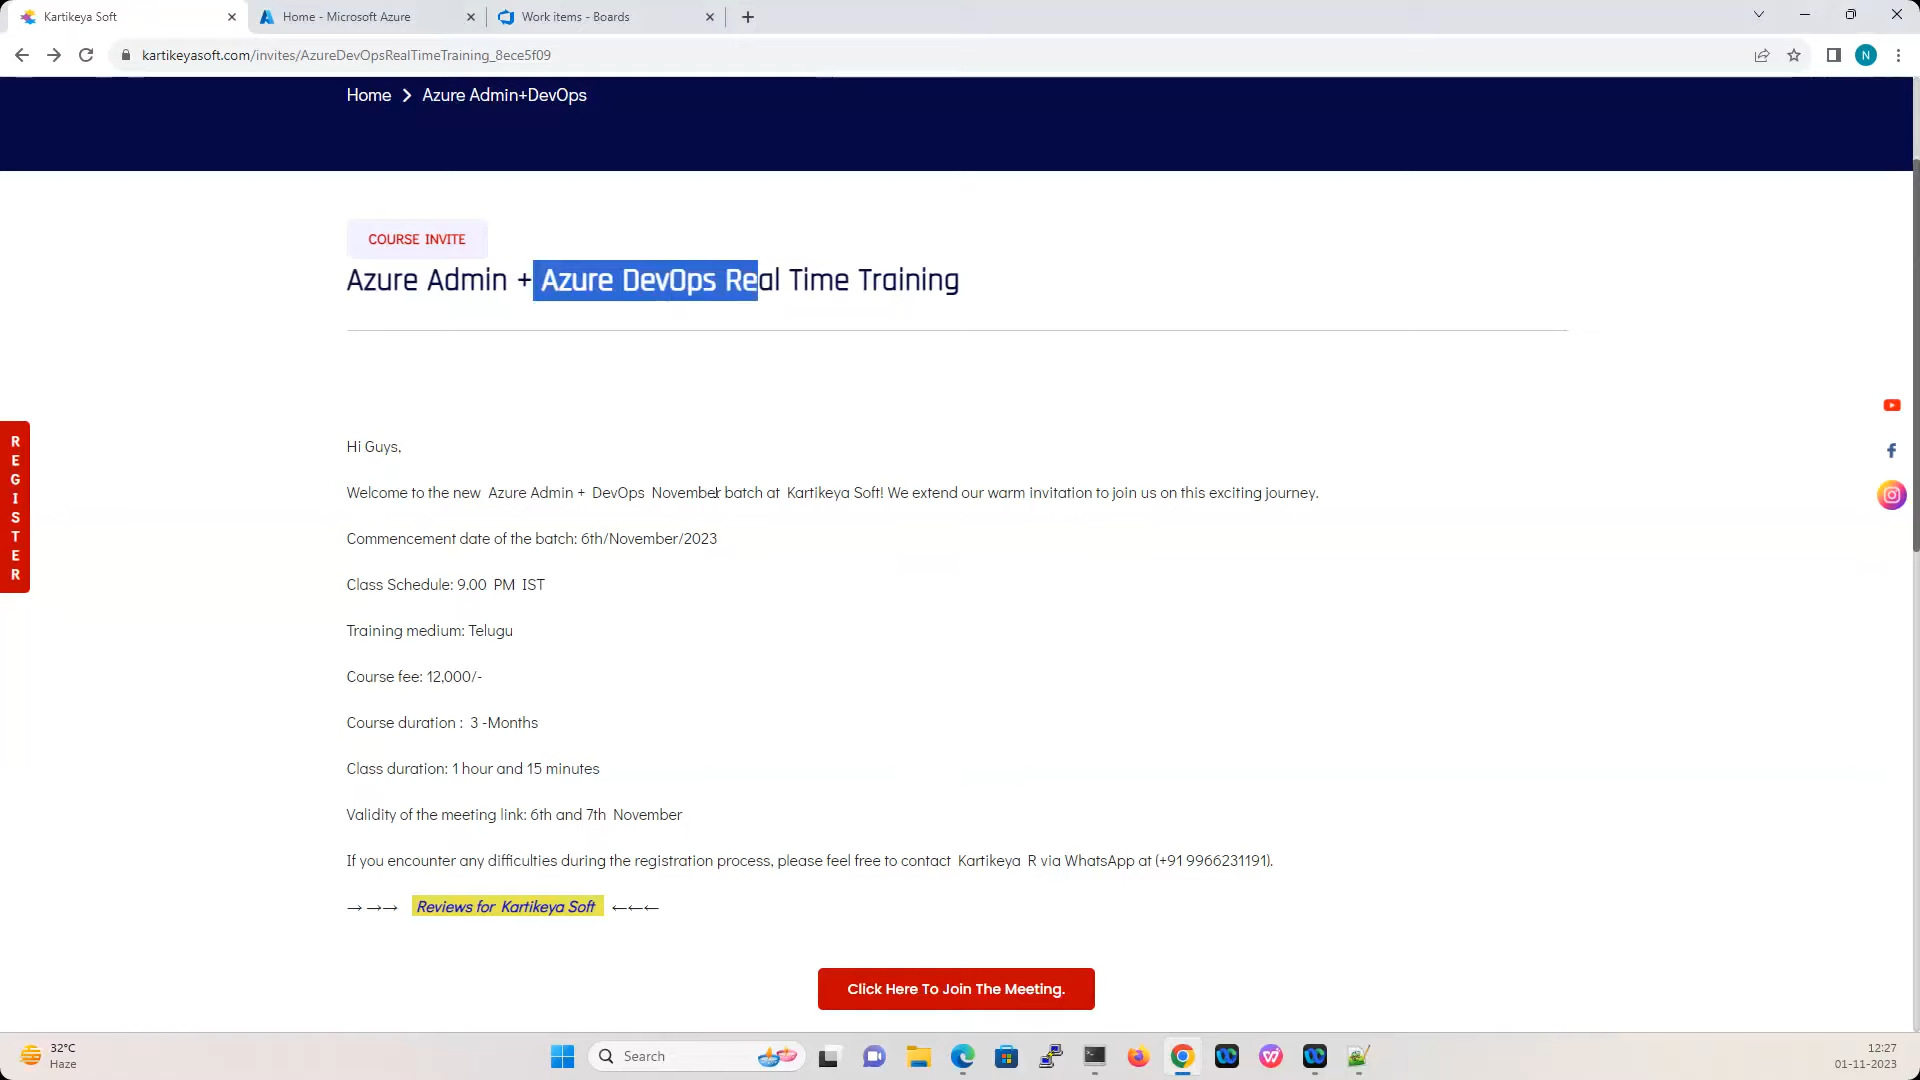 Kartikeya Soft
Home - Microsoft Azure
Work items - Boards
kartikeyasoft.com/invites/AzureDevOpsRealTimeTraining_8ece5f09
N
Home > Azure Admin+DevOps
COURSE INVITE
Azure Admin + Azure DevOps Real Time Training
Hi Guys,
Welcome to the new Azure Admin + DevOps November batch at Kartikeya Soft! We extend our warm invitation to join us on this exciting journey.
Commencement date of the batch: 6th/November/2023
Class Schedule: 9.00 PM IST
Training medium: Telugu
Course fee: 12,000/-
Course duration : 3 -Months
Class duration: 1 hour and 15 minutes
Validity of the meeting link: 6th and 7th November
If you encounter any difficulties during the registration process, please feel free to contact Kartikeya R via WhatsApp at (+91 9966231191).
→ →→ Reviews for Kartikeya Soft ←←←
Click Here To Join The Meeting.
REGISTER
32°C
Haze
Search
12:27
01-11-2023